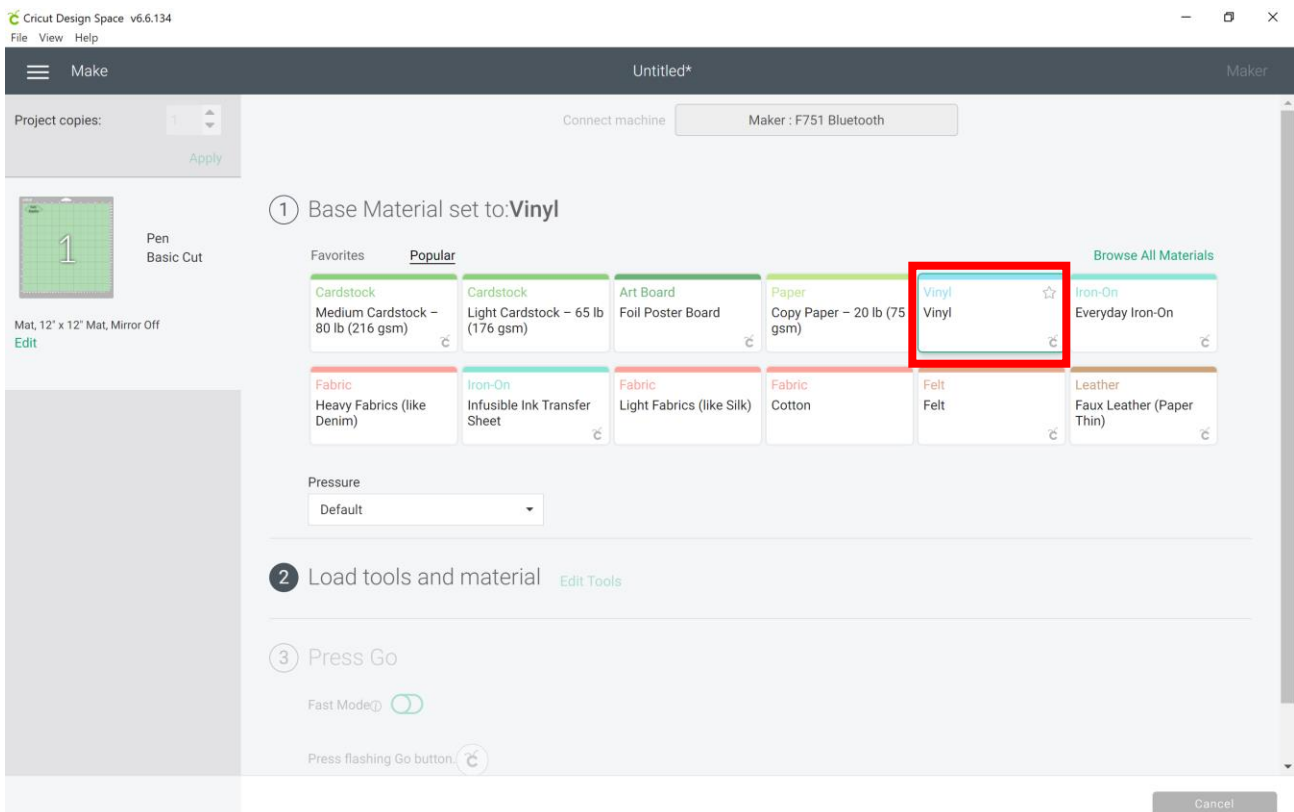 Cricut Design Space v6.6.134
File View Help
Make
Untitled*
Maker
Project copies:
1
Apply
Connect machine
Maker : F751 Bluetooth
1
Pen
Basic Cut
Mat, 12" x 12" Mat, Mirror Off
Edit
1 Base Material set to:Vinyl
Favorites Popular Browse All Materials
Cardstock
Medium Cardstock –
80 lb (216 gsm)
Cardstock
Light Cardstock – 65 lb
(176 gsm)
Art Board
Foil Poster Board
Paper
Copy Paper – 20 lb (75
gsm)
Vinyl
Vinyl
Iron-On
Everyday Iron-On
Fabric
Heavy Fabrics (like
Denim)
Iron-On
Infusible Ink Transfer
Sheet
Fabric
Light Fabrics (like Silk)
Fabric
Cotton
Felt
Felt
Leather
Faux Leather (Paper
Thin)
Pressure
Default
2 Load tools and material Edit Tools
3 Press Go
Fast Mode
Press flashing Go button.
Cancel